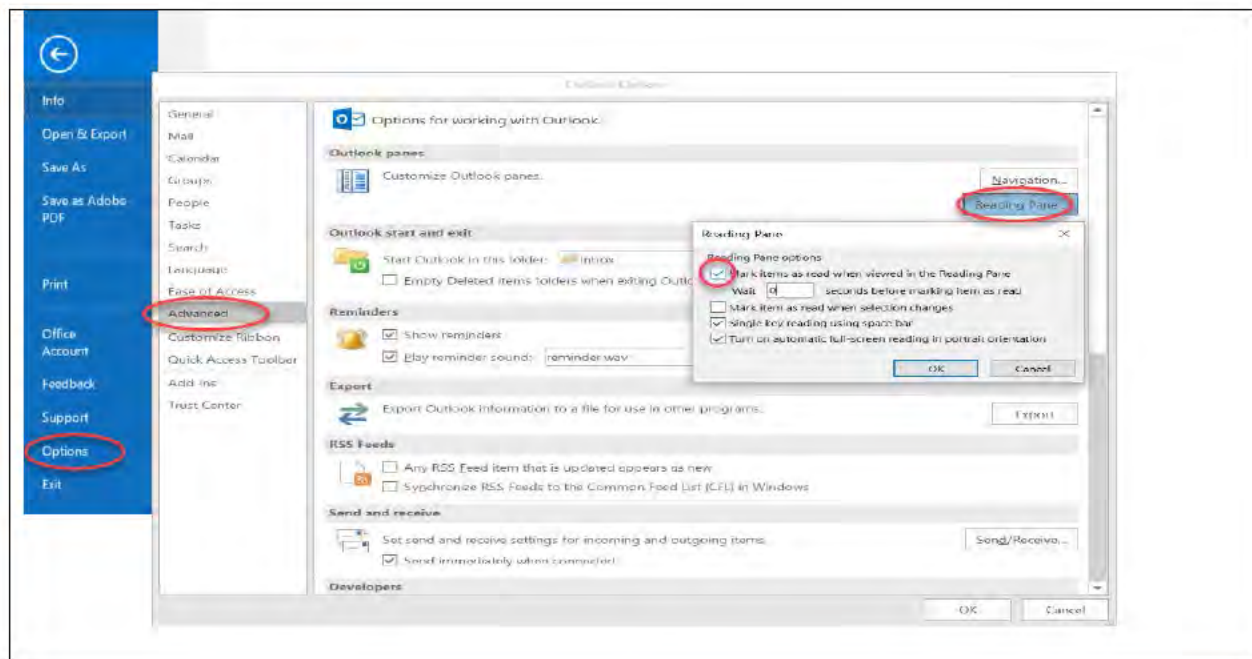 Info
Open & Export
Save As
Save as Adobe
PDF
Print
Office
Account
Feedback
Support
Options
Exit
Outlook Options
General
Mail
Calendar
Groups
People
Tasks
Search
Language
Ease of Access
Advanced
Customize Ribbon
Quick Access Toolbar
Add-ins
Trust Center
Options for working with Outlook.
Outlook panes
Customize Outlook panes.
Navigation...
Reading Pane
Outlook start and exit
Start Outlook in this folder: Inbox
Empty Deleted Items folders when exiting
Reminders
Show reminders
Play reminder sound: reminder.wav
Export
Export Outlook information to a file for use in other programs.
Export
RSS Feeds
Any RSS Feed item that is updated appears as new
Synchronize RSS Feeds to the Common Feed List (CFL) in Windows
Send and receive
Set send and receive settings for incoming and outgoing items.
Send/Receive...
Send immediately when connected
Developers
OK Cancel
Reading Pane
Reading Pane options
Mark items as read when viewed in the Reading Pane
Wait 0 seconds before marking item as read
Mark item as read when selection changes
Single key reading using space bar
Turn on automatic full-screen reading in portrait orientation
OK Cancel